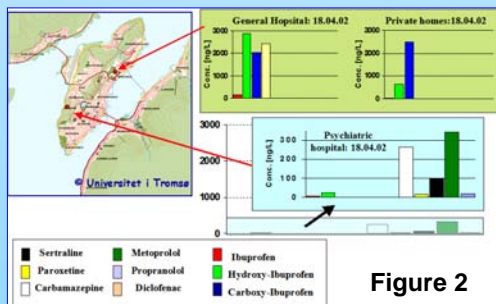 General Hopsital: 18.04.02
Private homes:18.04.02
Conc. [ng/L]
3000
2000
1000
0
Conc. [ng/L]
3000
2000
1000
0
3000
2000
1000
0
Psychiatric
hospital: 18.04.02
Conc. [ng/L]
300
200
100
0
© Universitet i Tromsø
Sertraline
Metoprolol
Ibuprofen
Paroxetine
Propranolol
Hydroxy-Ibuprofen
Carbamazepine
Diclofenac
Carboxy-Ibuprofen
Figure 2